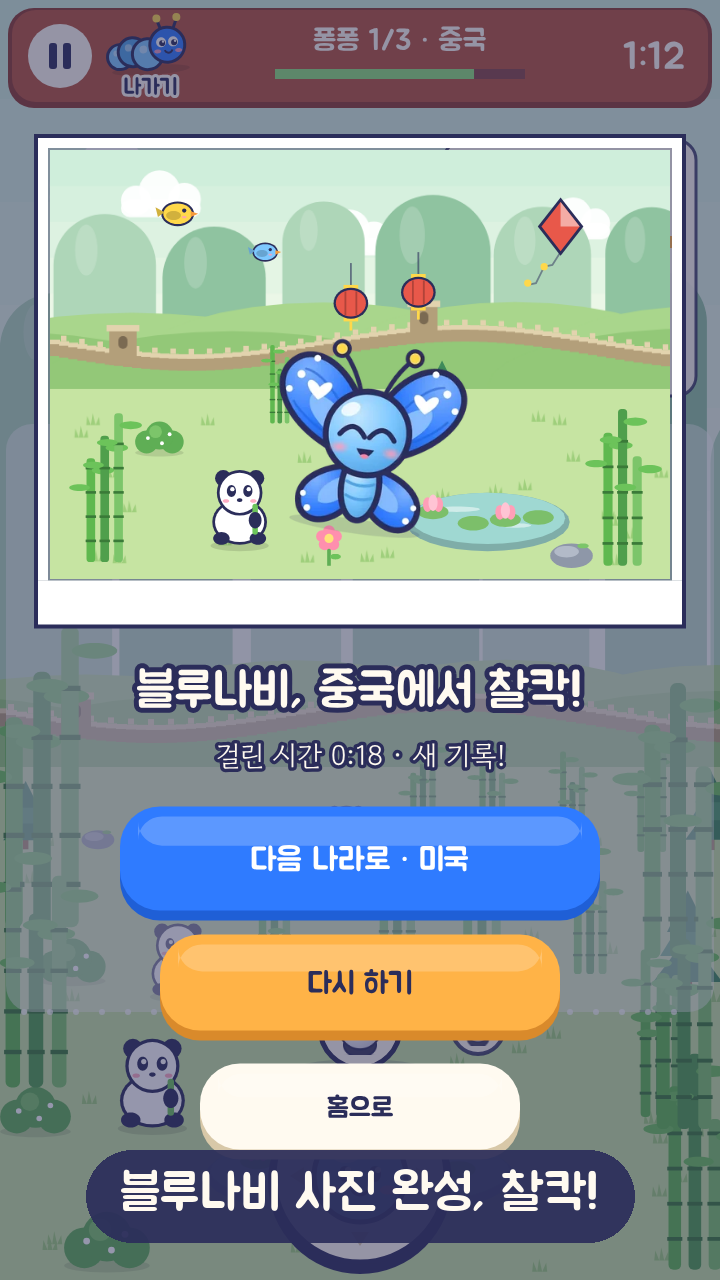 퐁퐁 1/3 · 중국
1:12
나가기
블루나비, 중국에서 찰칵!
걸린 시간 0:18 · 새 기록!
다음 나라로 · 미국
다시 하기
홈으로
블루나비 사진 완성, 찰칵!